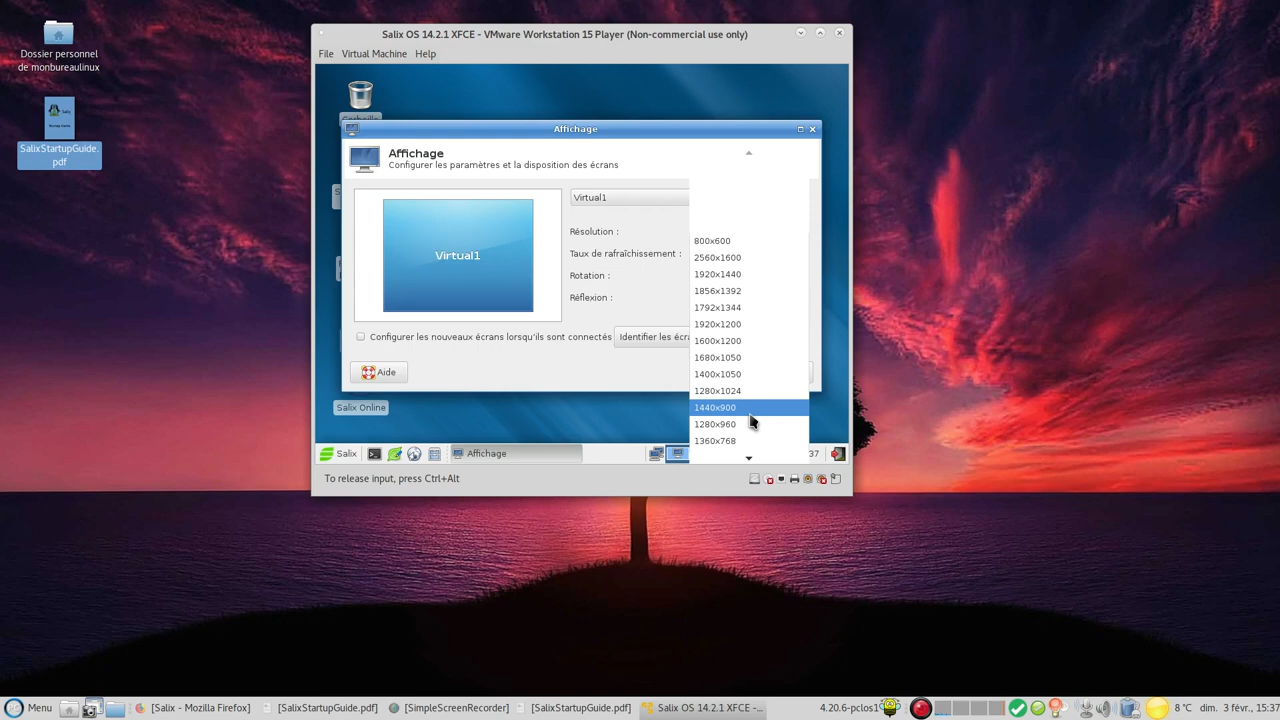 Dossier personnel
de monbureaulinux
SalixStartupGuide.
pdf
Salix OS 14.2.1 XFCE - VMware Workstation 15 Player (Non-commercial use only)
File Virtual Machine Help
Affichage
Affichage
Configurer les paramètres et la disposition des écrans
Virtual1
Virtual1
Résolution :
Taux de rafraîchissement :
Rotation :
Réflexion :
800x600
2560x1600
1920x1440
1856x1392
1792x1344
1920x1200
1600x1200
1680x1050
1400x1050
1280x1024
1440x900
1280x960
1360x768
Configurer les nouveaux écrans lorsqu'ils sont connectés
Identifier les écra
Aide
Salix Online
Salix
Affichage
37
To release input, press Ctrl+Alt
Menu
[Salix - Mozilla Firefox]
[SalixStartupGuide.pdf]
[SimpleScreenRecorder]
[SalixStartupGuide.pdf]
Salix OS 14.2.1 XFCE -...
4.20.6-pclos1
8 °C
dim. 3 févr., 15:37